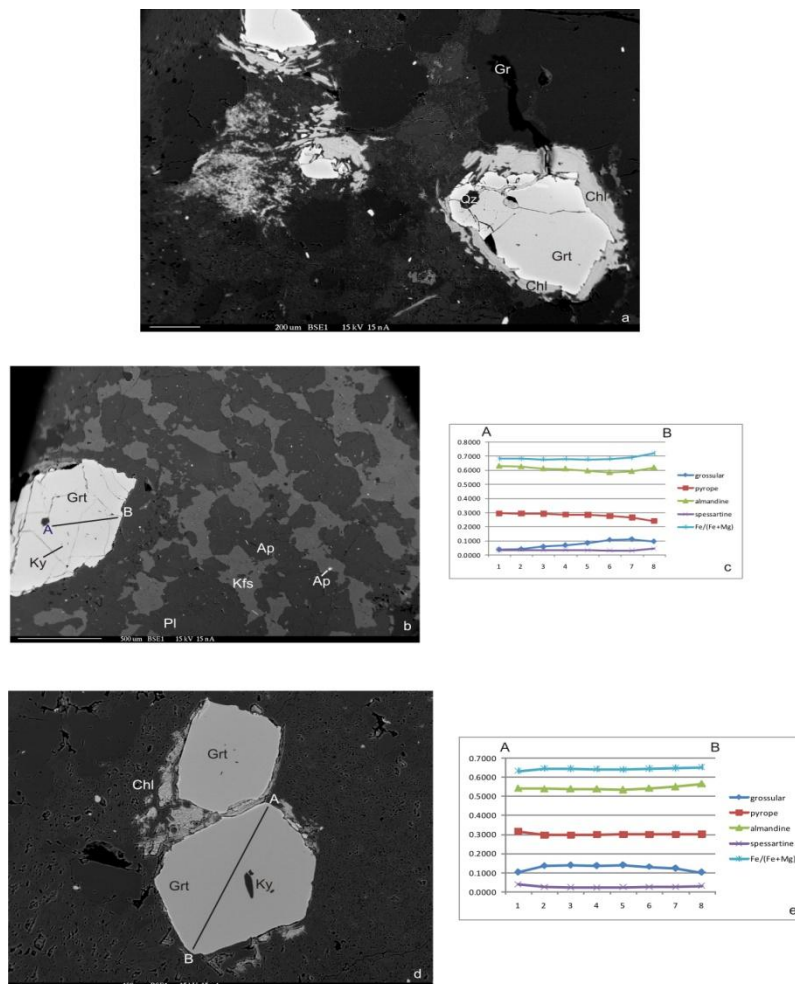 Gr
Qz
Chl
Grt
Chl
200 um BSE1 15 kV 15 nA
a
Grt
A
B
Ky
Ap
Kfs
Ap
Pl
500 um BSE1 15 kV 15 nA
b
A B
0.8000
0.7000
0.6000
0.5000
0.4000
0.3000
0.2000
0.1000
0.0000
1 2 3 4 5 6 7 8
grossular
pyrope
almandine
spessartine
Fe/(Fe+Mg)
c
Grt
Chl
A
Grt
Ky
B
d
A B
0.7000
0.6000
0.5000
0.4000
0.3000
0.2000
0.1000
0.0000
1 2 3 4 5 6 7 8
grossular
pyrope
almandine
spessartine
Fe/(Fe+Mg)
e